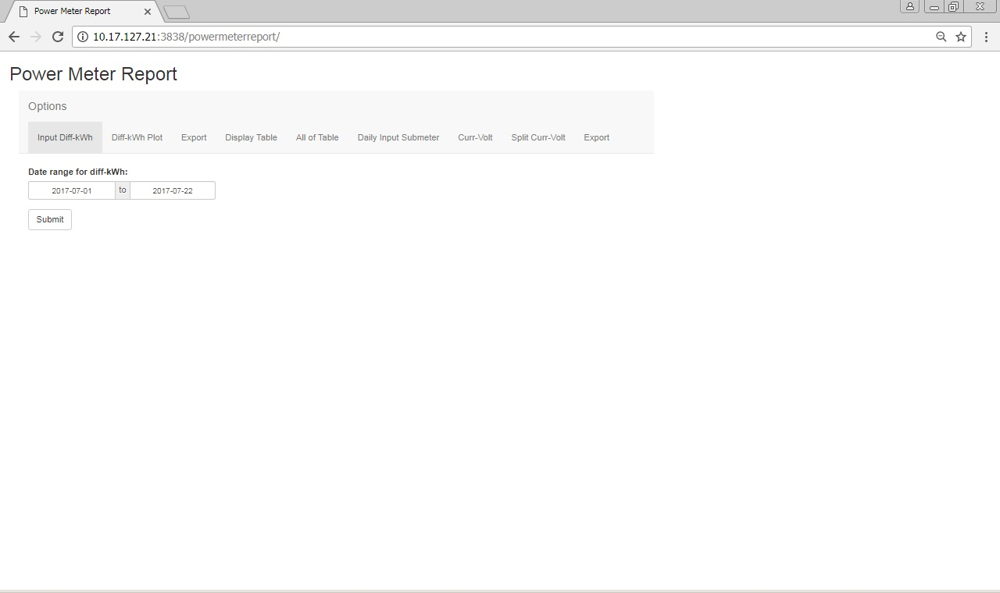 Power Meter Report
10.17.127.21:3838/powermeterreport/
Power Meter Report
Options
Input Diff-kWh Diff-kWh Plot Export Display Table All of Table Daily Input Submeter Curr-Volt Split Curr-Volt Export
Date range for diff-kWh:
2017-07-01 to 2017-07-22
Submit